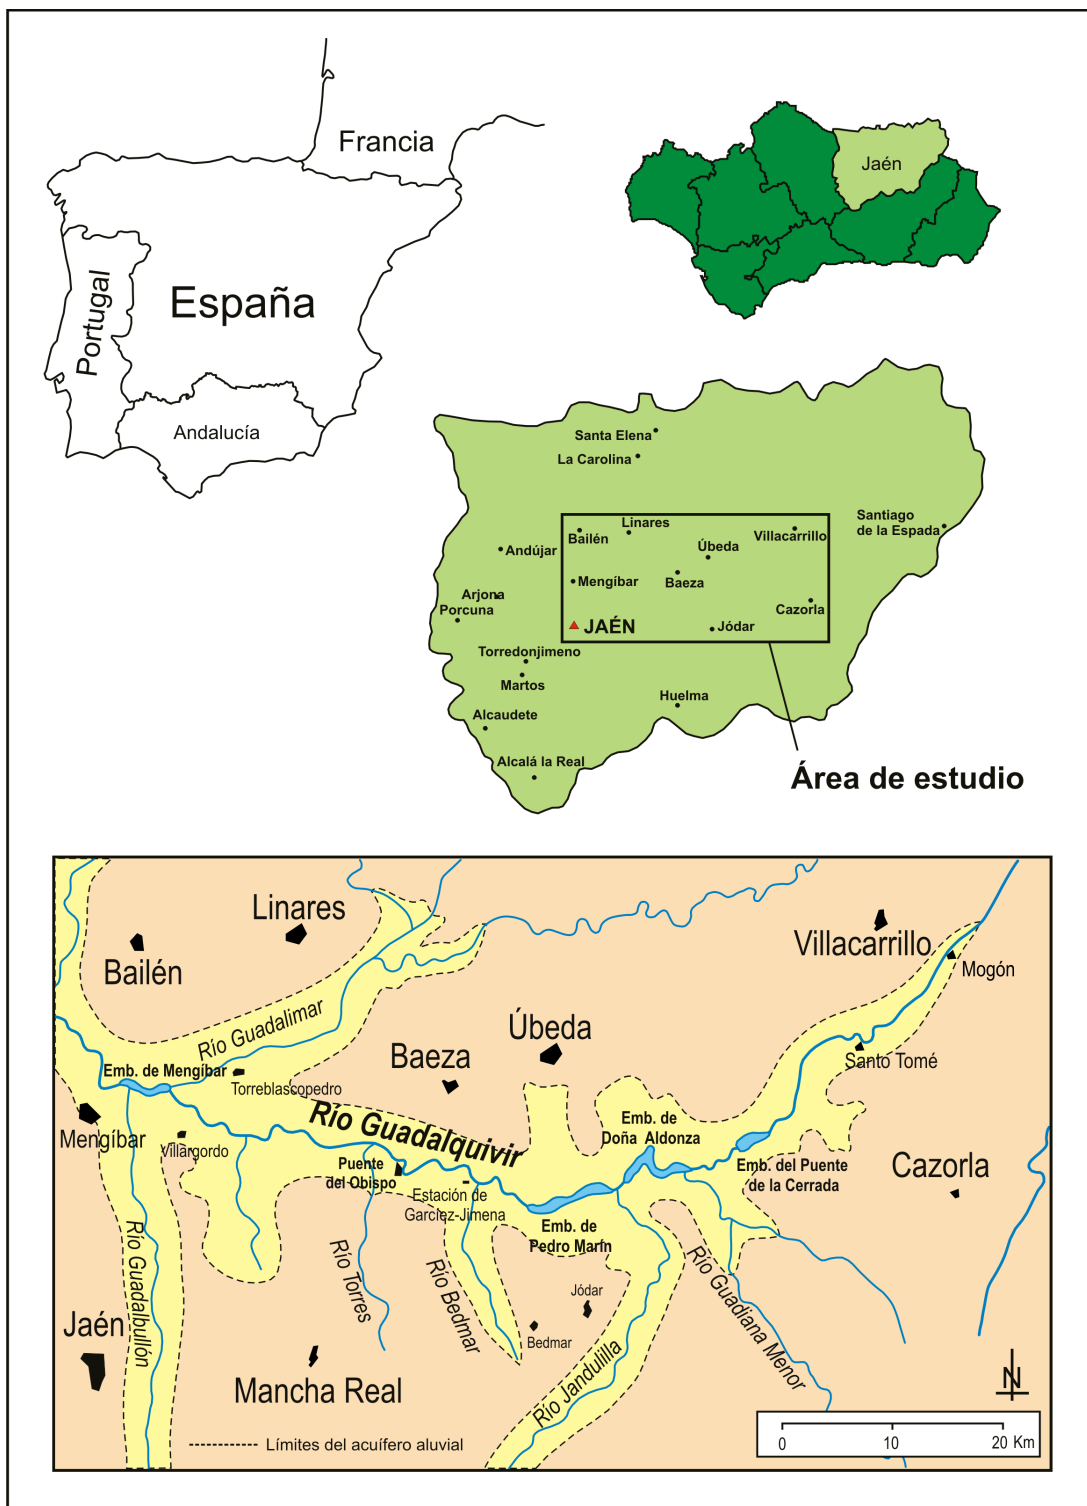 Francia
España
Portugal
Andalucía
Jaén
Santa Elena
La Carolina
Santiago
de la Espada
Linares
Bailén
Villacarrillo
Úbeda
Andújar
Mengíbar
Baeza
Arjona
Porcuna
Cazorla
JAÉN
Jódar
Torredonjimeno
Martos
Huelma
Alcaudete
Alcalá la Real
Área de estudio
Linares
Bailén
Villacarrillo
Mogón
Río Guadalimar
Úbeda
Baeza
Santo Tomé
Emb. de Mengíbar
Torreblascopedro
Río Guadalquivir
Emb. de
Doña Aldonza
Mengíbar
Villargordo
Puente
del Obispo
Estación de
Garciez-Jimena
Emb. del Puente
de la Cerrada
Cazorla
Emb. de
Pedro Marín
Río Guadalbullón
Río Torres
Río Bedmar
Río Guadiana Menor
Jódar
Bedmar
Jaén
Mancha Real
Río Jandulilla
N
Límites del acuífero aluvial
0 10 20 Km